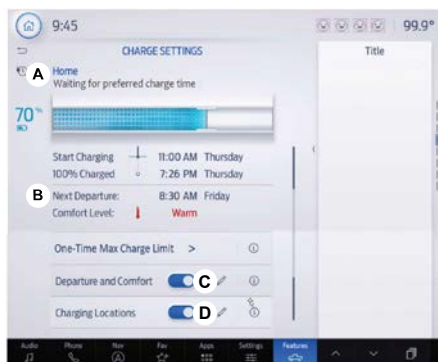 9:45
99.9°
CHARGE SETTINGS
Title
A
Home
Waiting for preferred charge time
70%
Start Charging 11:00 AM Thursday
100% Charged 7:26 PM Thursday
B
Next Departure: 8:30 AM Friday
Comfort Level: Warm
One-Time Max Charge Limit >
Departure and Comfort C
Charging Locations D
Audio Phone Nav Fav Apps Settings Features